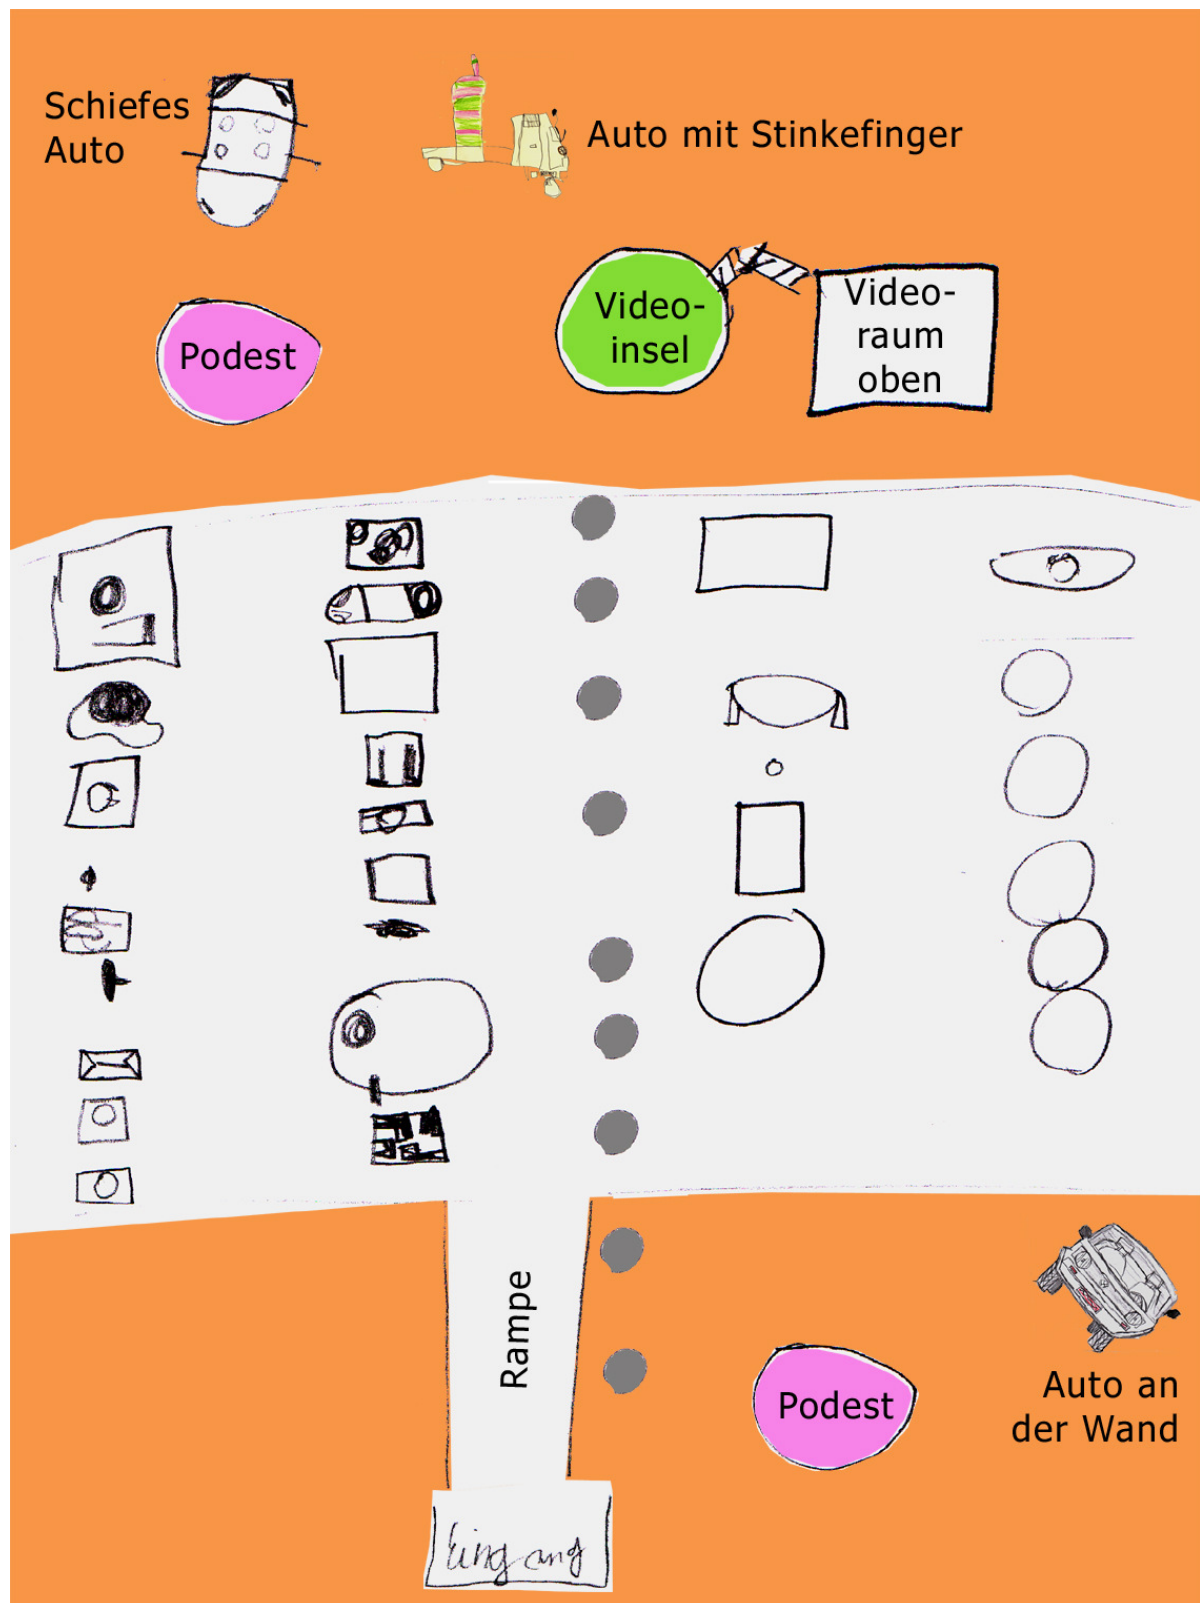 Schiefes
Auto
Auto mit Stinkefinger
Video-
insel
Video-
raum
oben
Podest
Rampe
Podest
Auto an
der Wand
Eingang